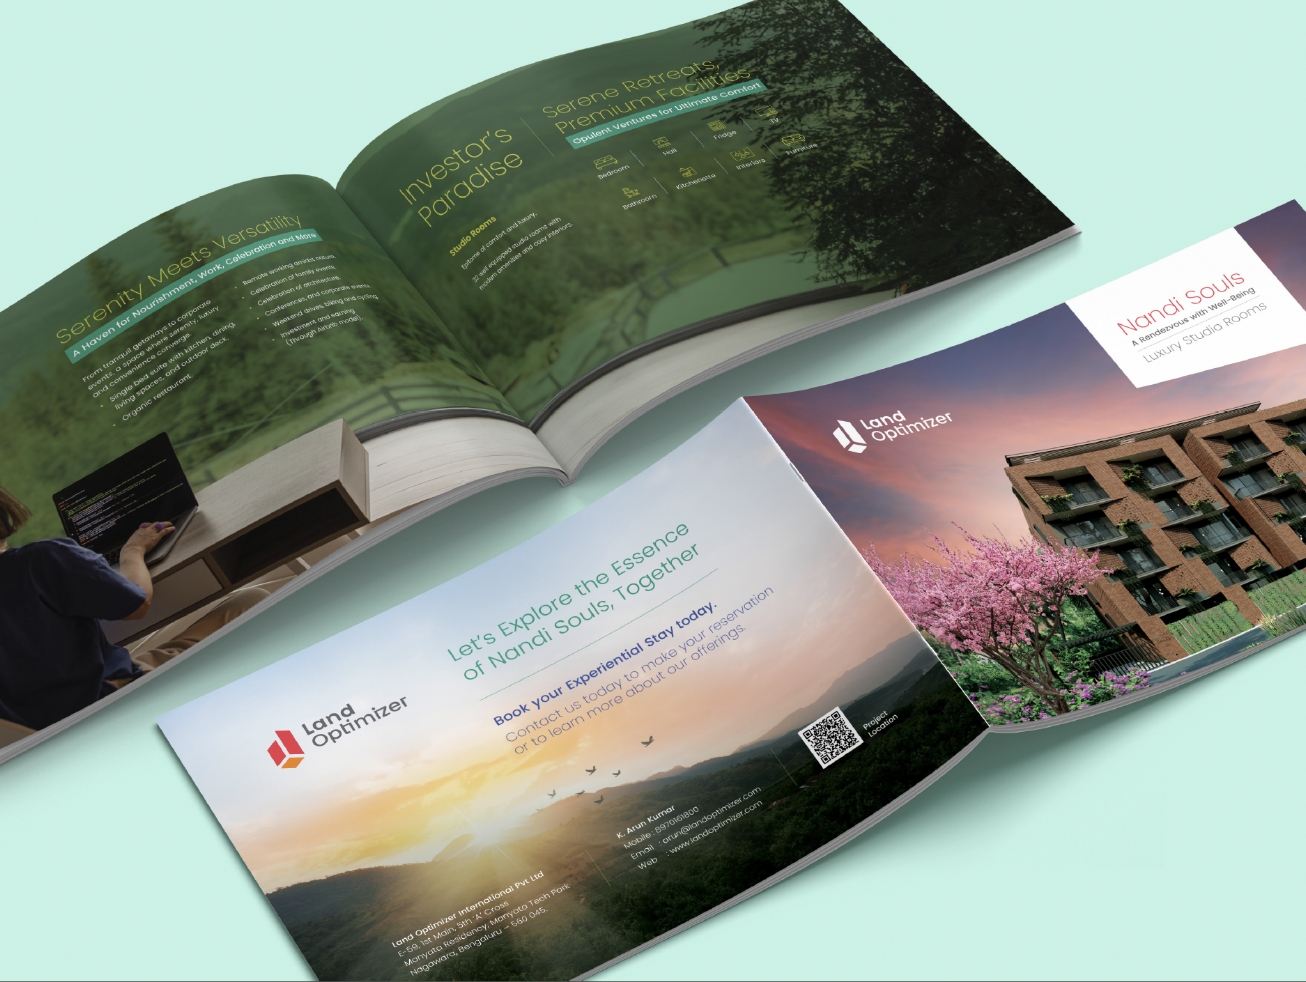 Serenity Meets Versatility
A Haven for Nourishment, Work, Celebration and More
From tranquil getaways to corporate
events, a space where serenity, luxury
and convenience converge.
• Single bed suite with kitchen, dining,
living spaces, and outdoor deck.
• Organic restaurant.
Remote working amidst nature.
• Celebration of family events.
• Celebration of architecture.
• Conferences, and corporate events
• Weekend drives, biking and cycling.
• Investment and earning
(Through Airbnb model).
Investor's
Paradise
Studio Rooms
Epitome of comfort and luxury.
37 well equipped studio rooms with
modern amenities and cosy interiors.
Serene Retreats,
Premium Facilities
Opulent Ventures for Ultimate Comfort
Bedroom
Hall
Fridge
TV
Bathroom
Kitchenette
Interiors
Furniture
Nandi Souls
A Rendezvous with Well-Being
Luxury Studio Rooms
Land
Optimizer
Let's Explore the Essence
of Nandi Souls, Together
Book your Experiential Stay today.
Contact us today to make your reservation
or to learn more about our offerings.
Land
Optimizer
Project
Location
K. Arun Kumar
Mobile : 8970161800
Email : arun@landoptimizer.com
Web : www.landoptimizer.com
Land Optimizer International Pvt Ltd
E-59, 1st Main, 5th 'A' Cross
Manyata Residency, Manyata Tech Park
Nagawara, Bengaluru – 560 045.